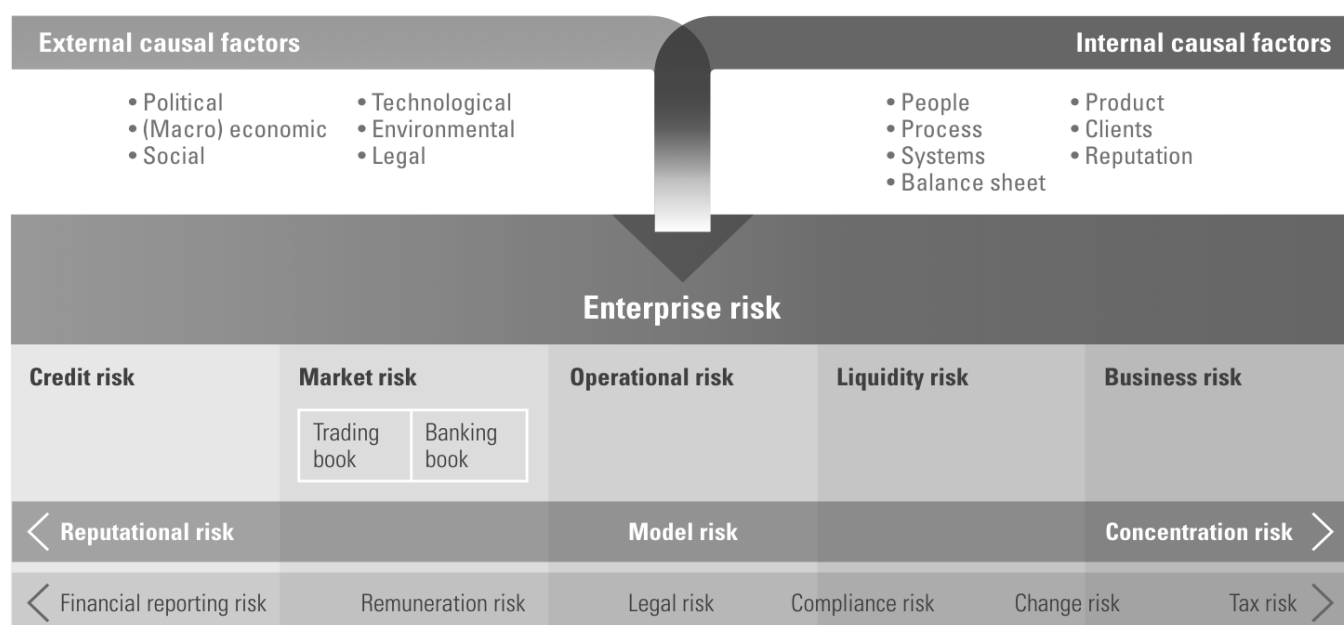 External causal factors
Internal causal factors
• Political
• (Macro) economic
• Social
• Technological
• Environmental
• Legal
• People
• Process
• Systems
• Balance sheet
• Product
• Clients
• Reputation
Enterprise risk
Credit risk
Market risk
Operational risk
Liquidity risk
Business risk
Trading
book
Banking
book
Reputational risk
Model risk
Concentration risk
Financial reporting risk
Remuneration risk
Legal risk
Compliance risk
Change risk
Tax risk